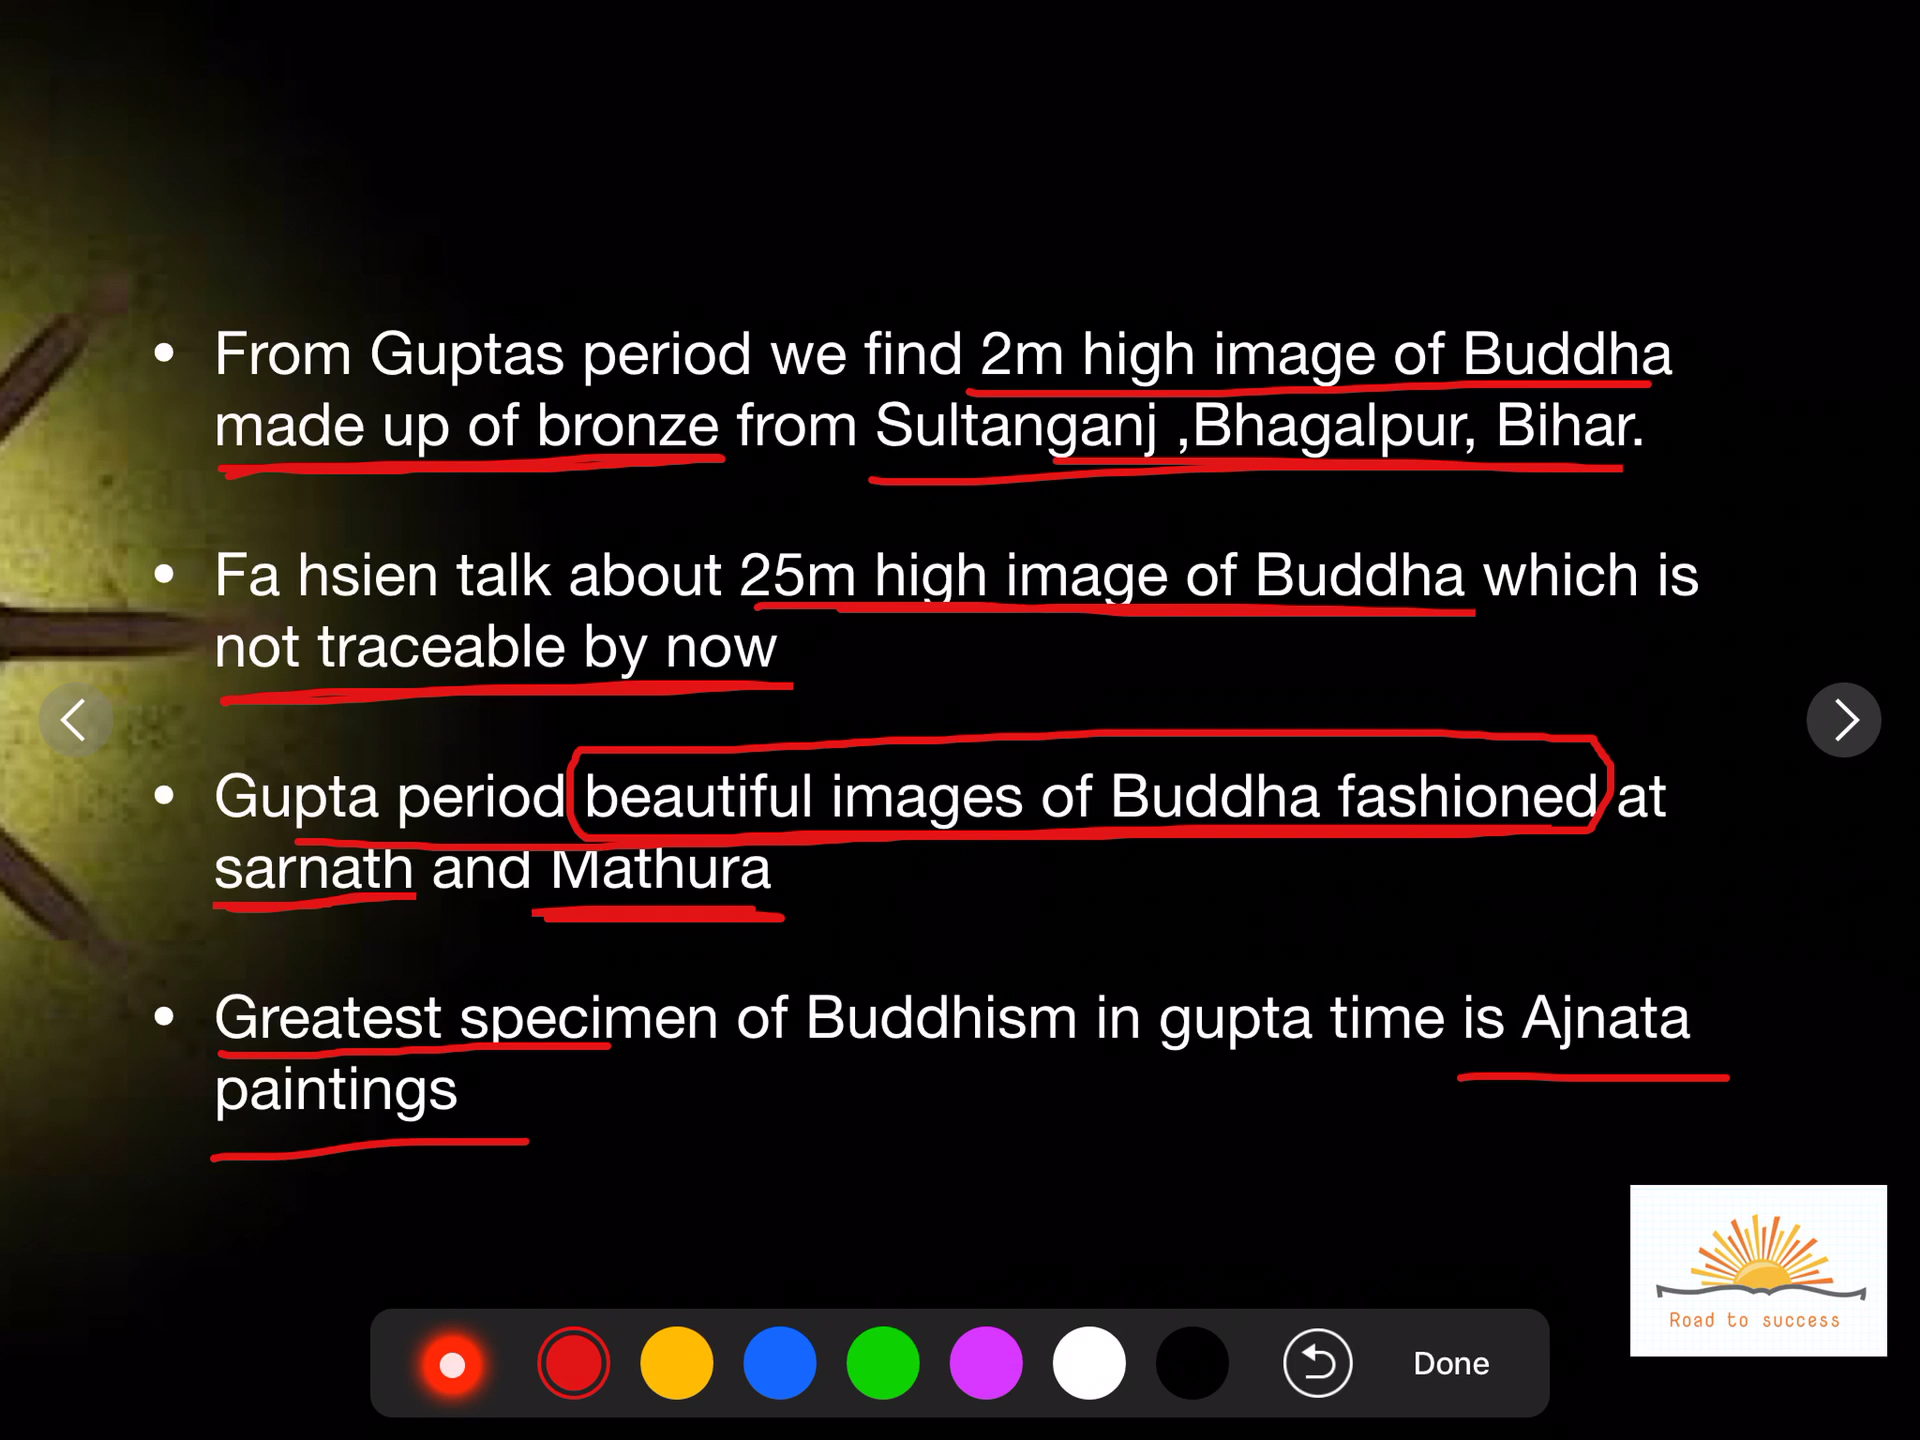 • From Guptas period we find 2m high image of Buddha
made up of bronze from Sultanganj ,Bhagalpur, Bihar.
• Fa hsien talk about 25m high image of Buddha which is
not traceable by now
• Gupta period beautiful images of Buddha fashioned at
sarnath and Mathura
• Greatest specimen of Buddhism in gupta time is Ajnata
paintings
Road to success
Done